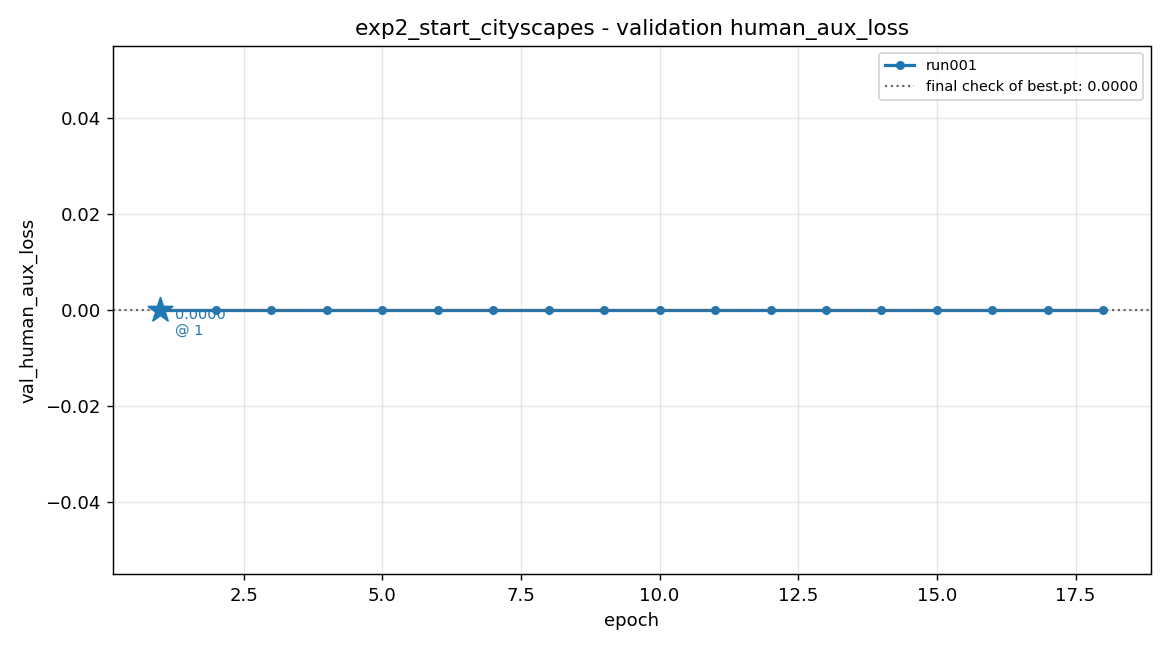 exp2_start_cityscapes - validation human_aux_loss
run001
final check of best.pt: 0.0000
0.04
0.02
0.00
−0.02
−0.04
val_human_aux_loss
0.0000
@ 1
2.5 5.0 7.5 10.0 12.5 15.0 17.5
epoch